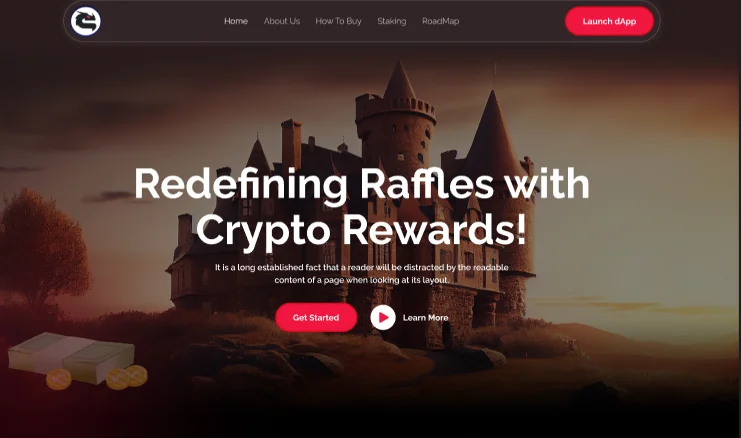 Home About Us How To Buy Staking RoadMap Launch dApp
Redefining Raffles with
Crypto Rewards!
It is a long established fact that a reader will be distracted by the readable
content of a page when looking at its layout.
Get Started Learn More